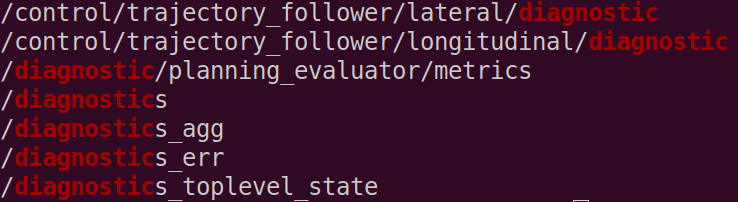 /control/trajectory_follower/lateral/diagnostic
/control/trajectory_follower/longitudinal/diagnostic
/diagnostic/planning_evaluator/metrics
/diagnostics
/diagnostics_agg
/diagnostics_err
/diagnostics_toplevel_state